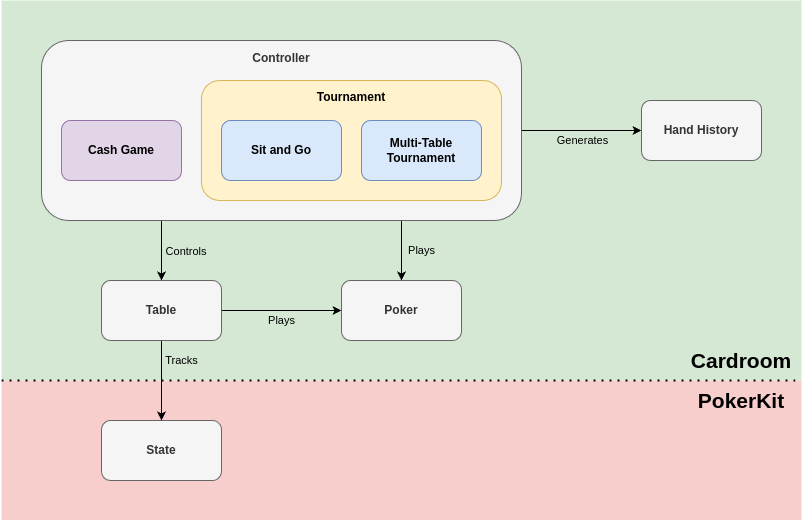 Controller
Tournament
Cash Game
Sit and Go
Multi-Table
Tournament
Hand History
Generates
Controls
Plays
Table
Plays
Poker
Tracks
Cardroom
PokerKit
State